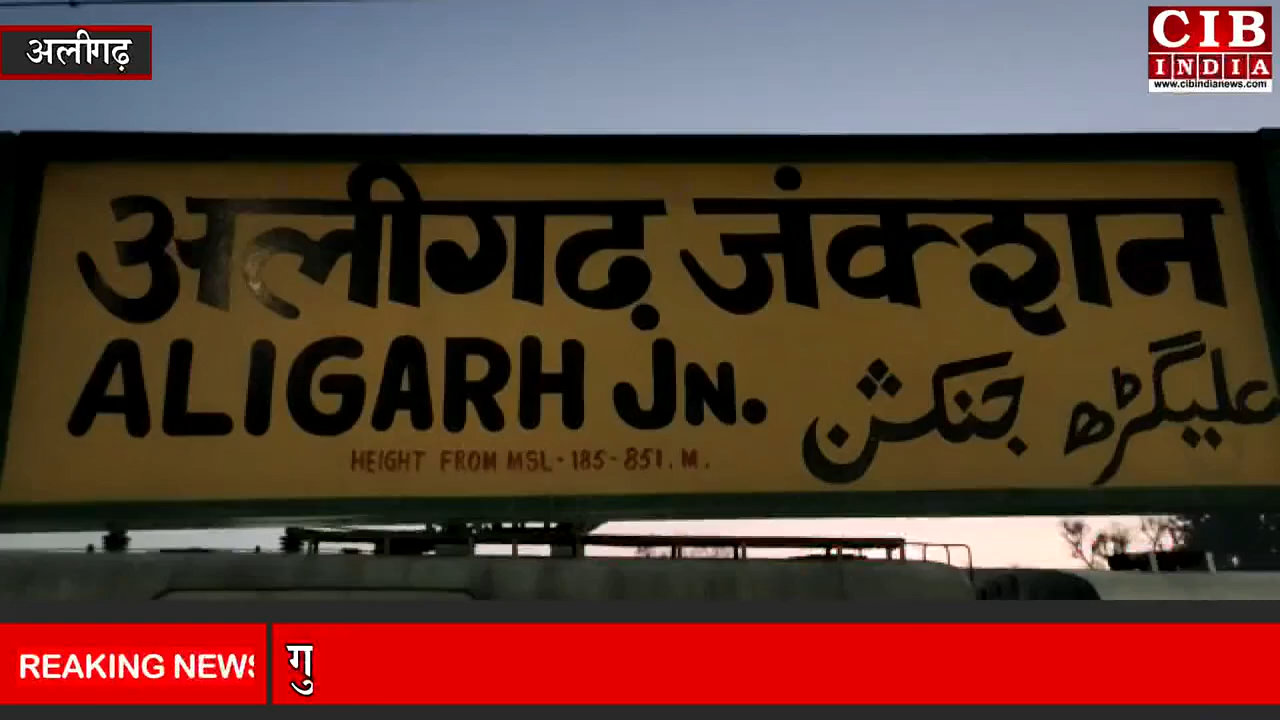 अलीगढ़
CIB
INDIA
www.cibindianews.com
अलीगढ़ जंक्शन
ALIGARH JN.
علیگڑھ جنکشن
HEIGHT FROM MSL-185-851.M.
REAKING NEWS
गु